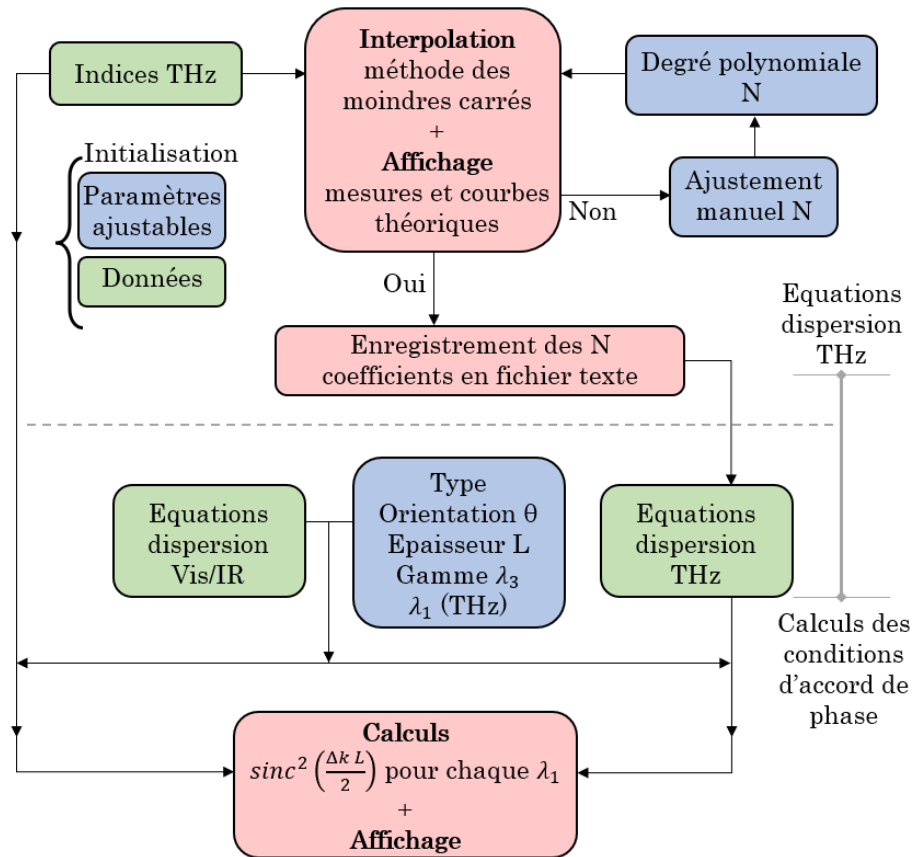 Indices THz
Interpolation
méthode des
moindres carrés
+
Affichage
mesures et courbes
théoriques
Degré polynomiale
N
Ajustement
manuel N
Non
Oui
Initialisation
Paramètres
ajustables
Données
Enregistrement des N
coefficients en fichier texte
Equations
dispersion
THz
Equations
dispersion
Vis/IR
Type
Orientation θ
Epaisseur L
Gamme λ₃
λ₁ (THz)
Equations
dispersion
THz
Calculs des
conditions
d'accord de
phase
Calculs
sinc² (Δk L / 2) pour chaque λ₁
+
Affichage